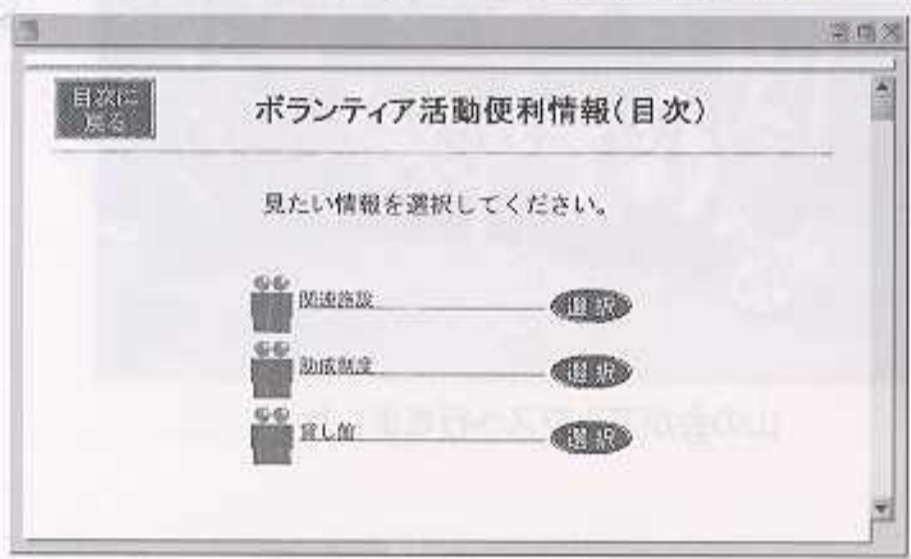 目次に
戻る
ボランティア活動便利情報(目次)
見たい情報を選択してください。
関連施設 選択
助成制度 選択
貸し館 選択